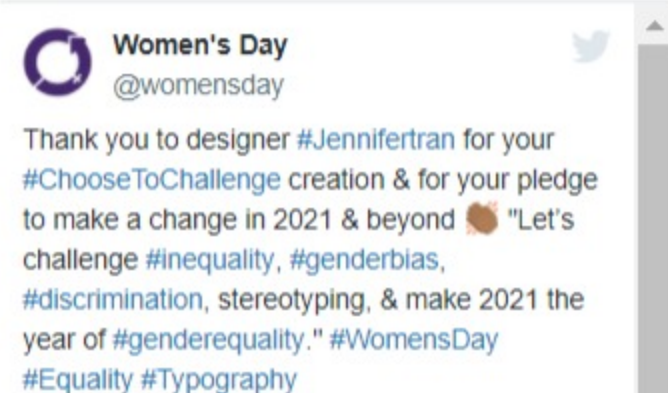 Women's Day
@womensday
Thank you to designer #Jennifertran for your
#ChooseToChallenge creation & for your pledge
to make a change in 2021 & beyond 👏🏾 "Let's
challenge #inequality, #genderbias,
#discrimination, stereotyping, & make 2021 the
year of #genderequality." #WomensDay
#Equality #Typography